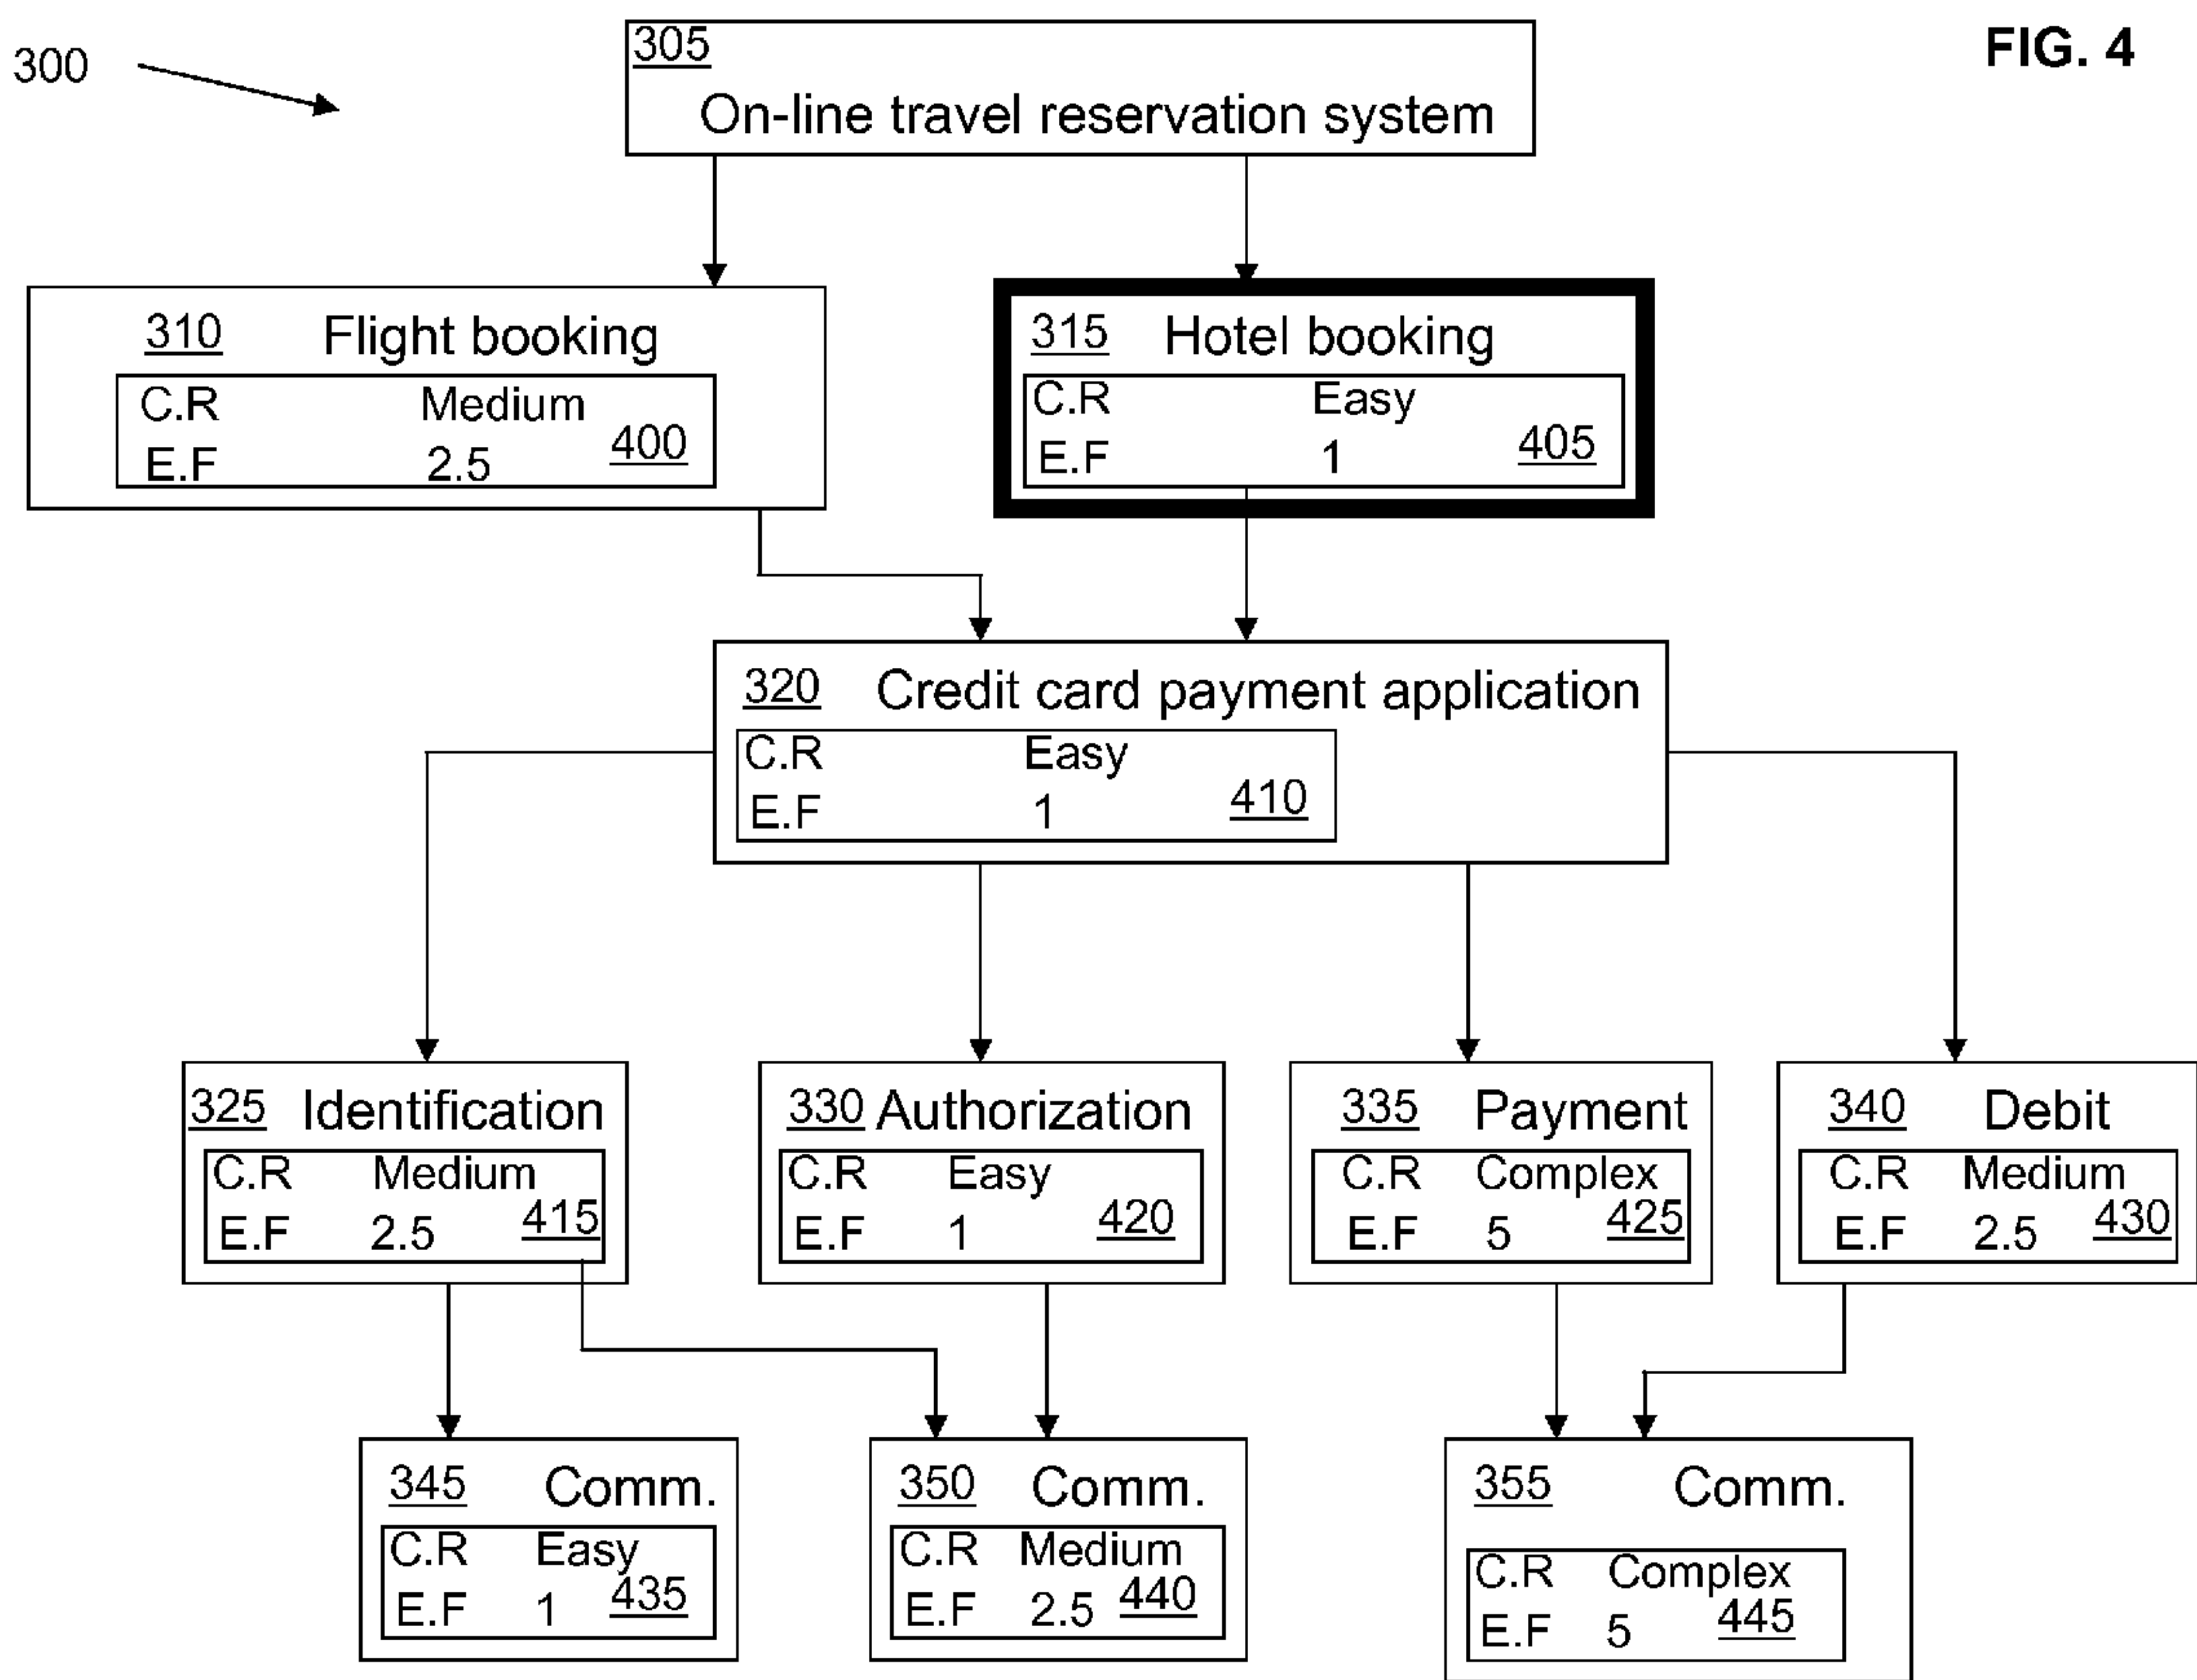 FIG. 4
300
305
On-line travel reservation system
310 Flight booking
C.R Medium
E.F 2.5 400
315 Hotel booking
C.R Easy
E.F 1 405
320 Credit card payment application
C.R Easy
E.F 1 410
325 Identification
C.R Medium
E.F 2.5 415
330 Authorization
C.R Easy
E.F 1 420
335 Payment
C.R Complex
E.F 5 425
340 Debit
C.R Medium
E.F 2.5 430
345 Comm.
C.R Easy
E.F 1 435
350 Comm.
C.R Medium
E.F 2.5 440
355 Comm.
C.R Complex
E.F 5 445